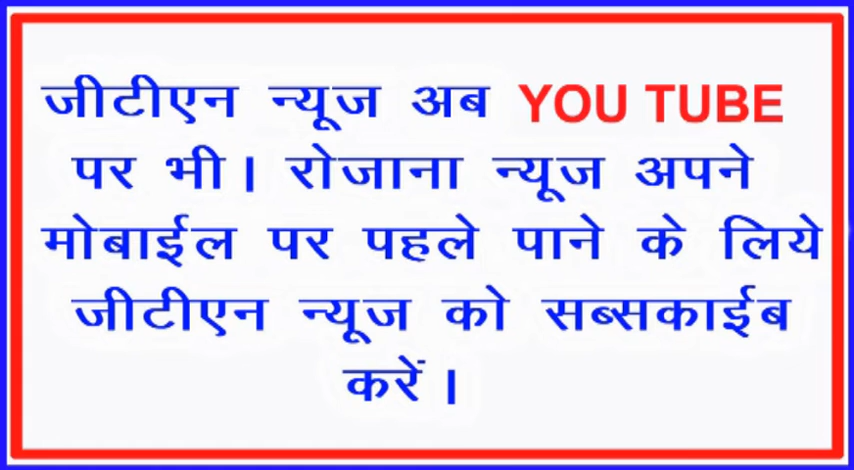 जीटीएन न्यूज अब YOU TUBE
पर भी। रोजाना न्यूज अपने
मोबाईल पर पहले पाने के लिये
जीटीएन न्यूज को सब्सकाईब
करें।